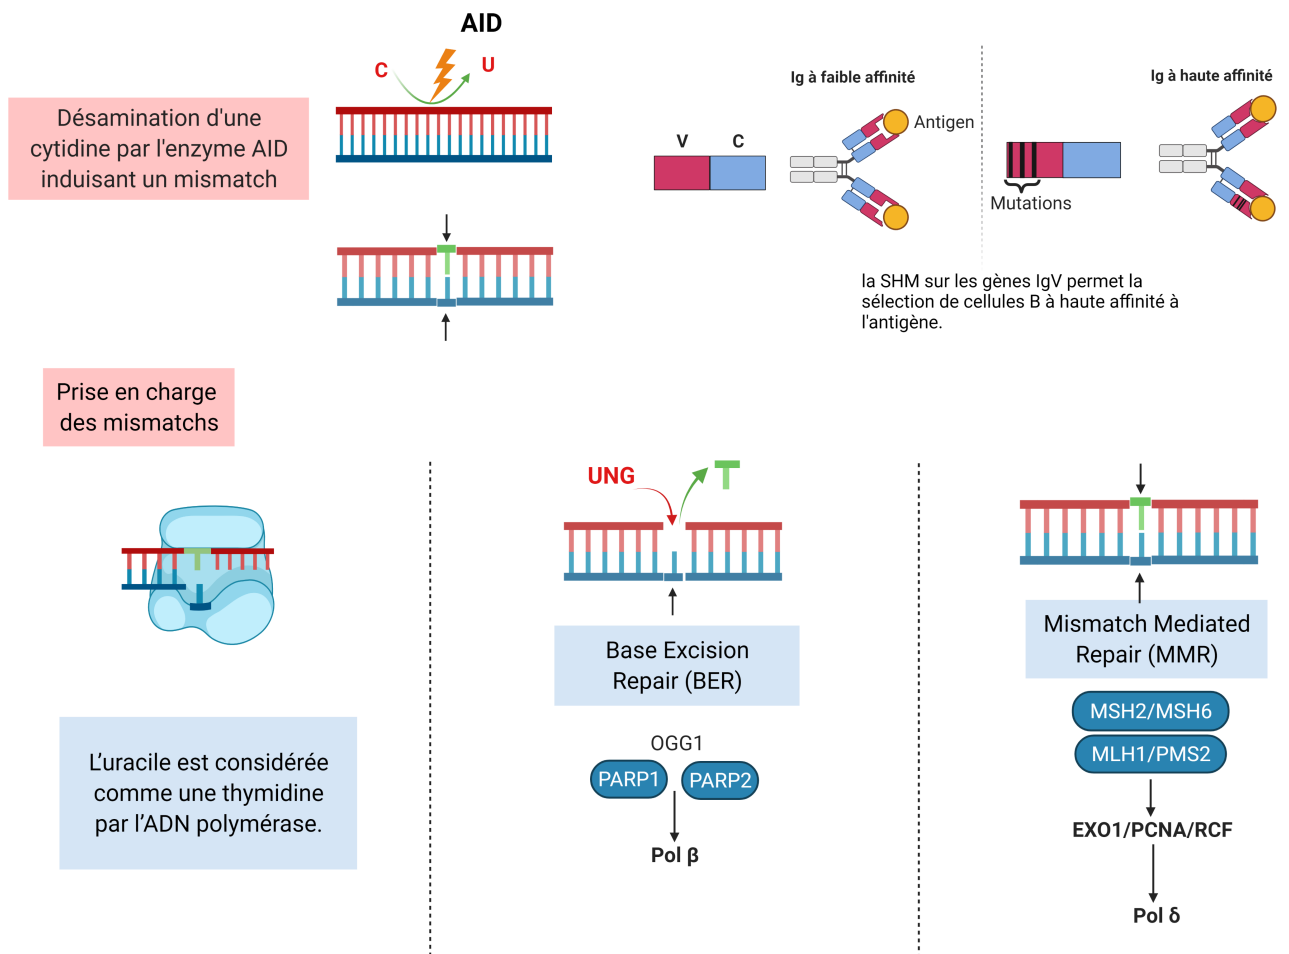 AID
C
U
Désamination d'une
cytidine par l'enzyme AID
induisant un mismatch
Ig à faible affinité
Antigen
V
C
Ig à haute affinité
Mutations
la SHM sur les gènes IgV permet la
sélection de cellules B à haute affinité à
l'antigène.
Prise en charge
des mismatchs
L’uracile est considérée
comme une thymidine
par l’ADN polymérase.
UNG
Base Excision
Repair (BER)
OGG1
PARP1
PARP2
Pol β
Mismatch Mediated
Repair (MMR)
MSH2/MSH6
MLH1/PMS2
EXO1/PCNA/RCF
Pol δ